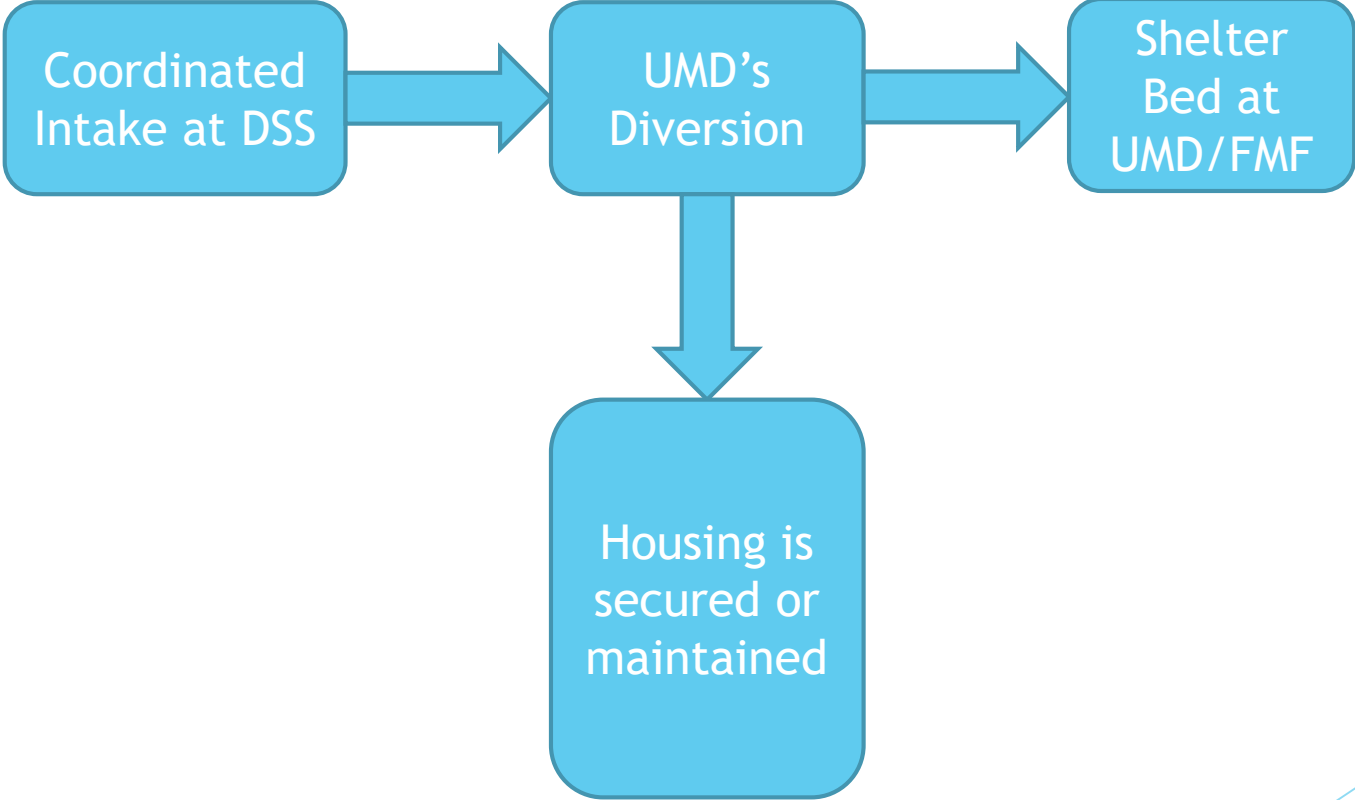 Coordinated
Intake at DSS
UMD’s
Diversion
Shelter
Bed at
UMD/FMF
Housing is
secured or
maintained